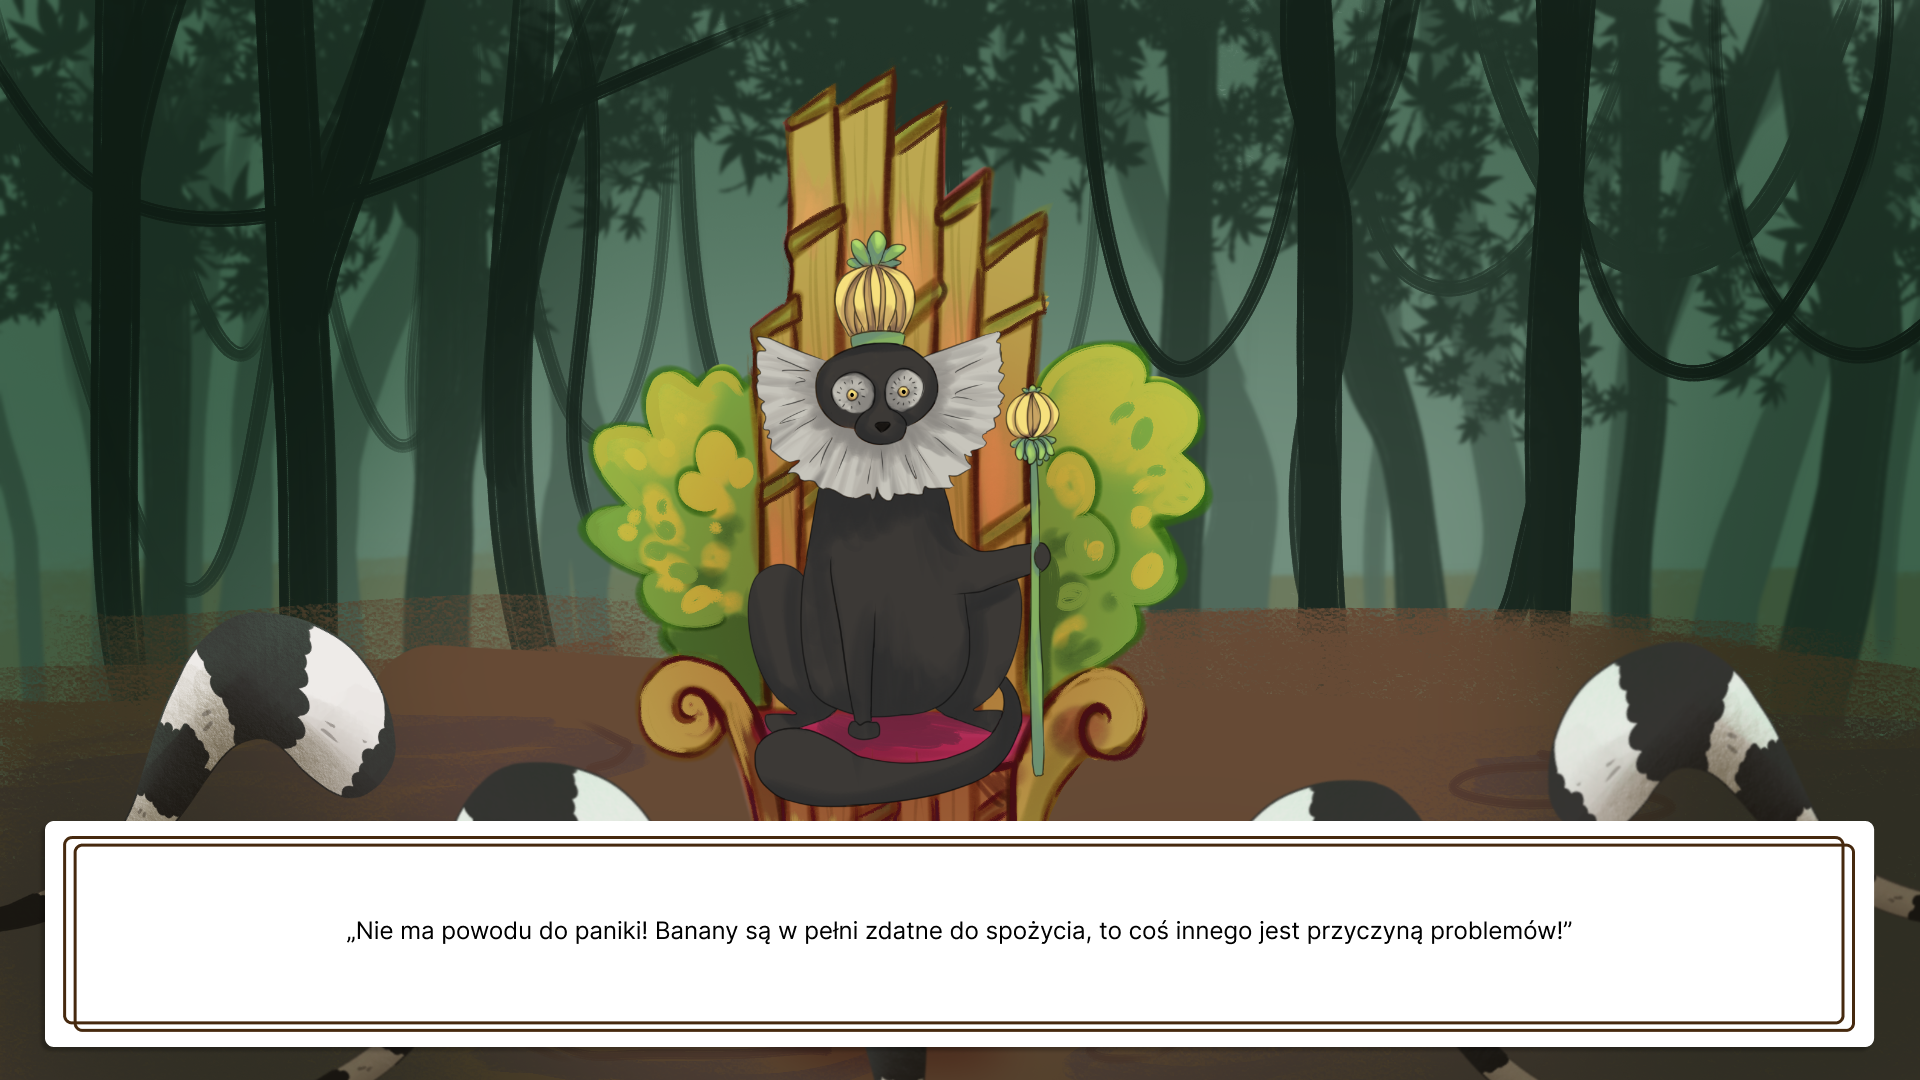 „Nie ma powodu do paniki! Banany są w pełni zdatne do spożycia, to coś innego jest przyczyną problemów!”